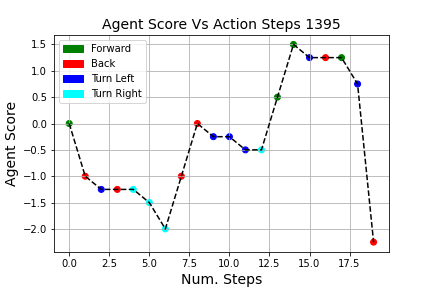 Agent Score Vs Action Steps 1395
Forward
Back
Turn Left
Turn Right
Agent Score
1.5
1.0
0.5
0.0
−0.5
−1.0
−1.5
−2.0
0.0 2.5 5.0 7.5 10.0 12.5 15.0 17.5
Num. Steps